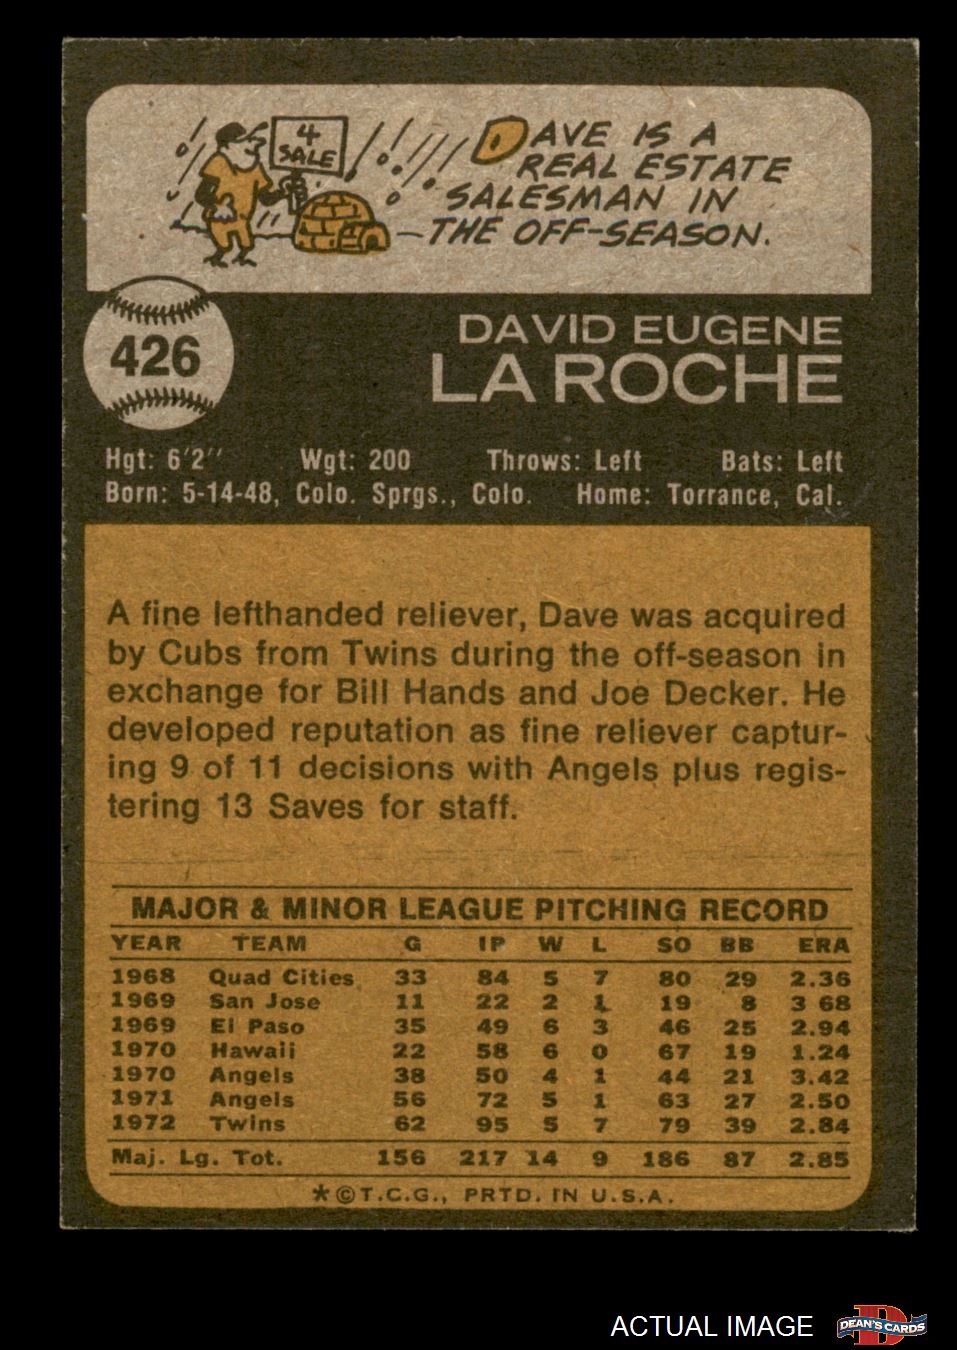 4
SALE
DAVE IS A
REAL ESTATE
SALESMAN IN
THE OFF-SEASON.
426
DAVID EUGENE
LA ROCHE
Hgt: 6'2" Wgt: 200 Throws: Left Bats: Left
Born: 5-14-48, Colo. Sprgs., Colo. Home: Torrance, Cal.
A fine lefthanded reliever, Dave was acquired
by Cubs from Twins during the off-season in
exchange for Bill Hands and Joe Decker. He
developed reputation as fine reliever captur-
ing 9 of 11 decisions with Angels plus regis-
tering 13 Saves for staff.
MAJOR & MINOR LEAGUE PITCHING RECORD
YEAR TEAM G IP W L SO BB ERA
1968 Quad Cities 33 84 5 7 80 29 2.36
1969 San Jose 11 22 2 1 19 8 3 68
1969 El Paso 35 49 6 3 46 25 2.94
1970 Hawaii 22 58 6 0 67 19 1.24
1970 Angels 38 50 4 1 44 21 3.42
1971 Angels 56 72 5 1 63 27 2.50
1972 Twins 62 95 5 7 79 39 2.84
Maj. Lg. Tot. 156 217 14 9 186 87 2.85
*©T.C.G., PRTD. IN U.S.A.
ACTUAL IMAGE
D
DEAN'S CARDS